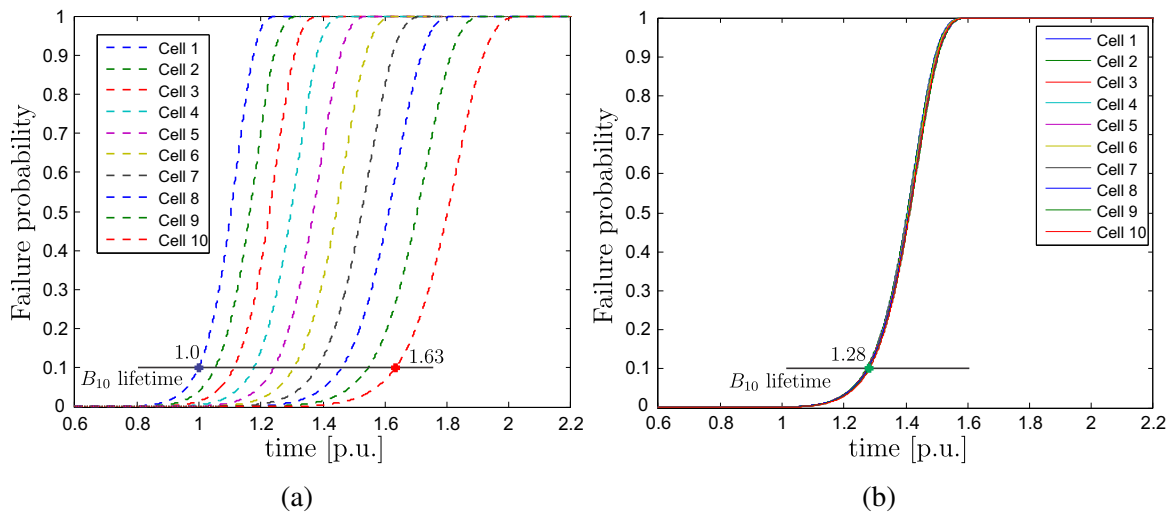 Failure probability
1
0.9
0.8
0.7
0.6
0.5
0.4
0.3
0.2
0.1
0
Cell 1
Cell 2
Cell 3
Cell 4
Cell 5
Cell 6
Cell 7
Cell 8
Cell 9
Cell 10
1.0
1.63
B10 lifetime
0.6 0.8 1 1.2 1.4 1.6 1.8 2 2.2
time [p.u.]
(a)
Failure probability
1
0.9
0.8
0.7
0.6
0.5
0.4
0.3
0.2
0.1
0
Cell 1
Cell 2
Cell 3
Cell 4
Cell 5
Cell 6
Cell 7
Cell 8
Cell 9
Cell 10
1.28
B10 lifetime
0.6 0.8 1 1.2 1.4 1.6 1.8 2 2.2
time [p.u.]
(b)